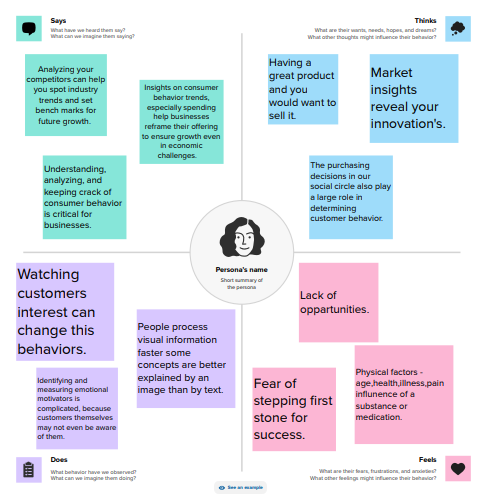 Says
What have we heard them say?
What can we imagine them saying?
Thinks
What are their wants, needs, hopes, and dreams?
What other thoughts might influence their behavior?
Analyzing your
competitors can help
you spot industry
trends and set
bench marks for
future growth.
Insights on consumer
behavior trends,
especially spending
help businesses
reframe their offering
to ensure growth even
in economic
challenges.
Understanding,
analyzing, and
keeping crack of
consumer behavior
is critical for
businesses.
Having a
great product
and you
would want to
sell it.
Market
insights
reveal your
innovation's.
The purchasing
decisions in our
social circle also play
a large role in
determining
customer behavior.
Persona's name
Short summary of
the persona
Watching
customers
interest can
change this
behaviors.
People process
visual information
faster some
concepts are better
explained by an
image than by text.
Identifying and
measuring emotional
motivators is
complicated, because
customers themselves
may not even be aware
of them.
Lack of
oppartunities.
Fear of
stepping first
stone for
success.
Physical factors -
age,health,illness,pain
influnence of a
substance or
medication.
Does
What behavior have we observed?
What can we imagine them doing?
Feels
What are their fears, frustrations, and anxieties?
What other feelings might influence their behavior?
See an example